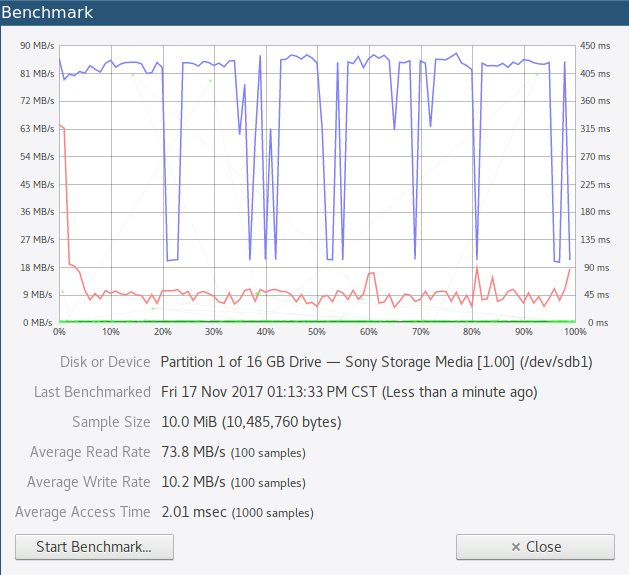 Benchmark
90 MB/s 450 ms
81 MB/s 405 ms
72 MB/s 360 ms
63 MB/s 315 ms
54 MB/s 270 ms
45 MB/s 225 ms
36 MB/s 180 ms
27 MB/s 135 ms
18 MB/s 90 ms
9 MB/s 45 ms
0 MB/s 0 ms
0% 10% 20% 30% 40% 50% 60% 70% 80% 90% 100%
Disk or Device Partition 1 of 16 GB Drive — Sony Storage Media [1.00] (/dev/sdb1)
Last Benchmarked Fri 17 Nov 2017 01:13:33 PM CST (Less than a minute ago)
Sample Size 10.0 MiB (10,485,760 bytes)
Average Read Rate 73.8 MB/s (100 samples)
Average Write Rate 10.2 MB/s (100 samples)
Average Access Time 2.01 msec (1000 samples)
Start Benchmark... × Close